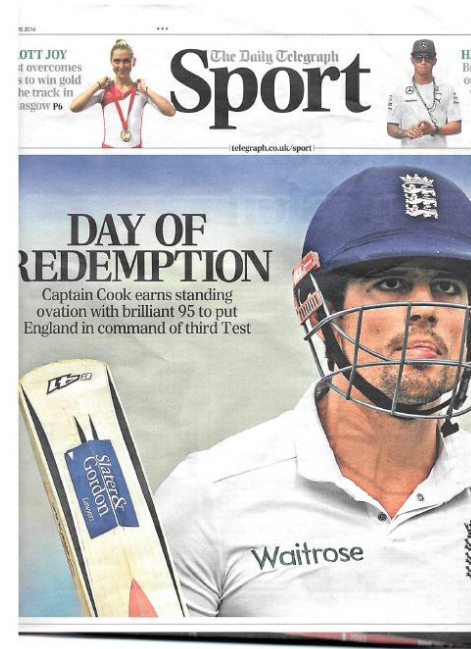 2014
OTT JOY
st overcomes
s to win gold
he track in
asgow P6
The Daily Telegraph
Sport
telegraph.co.uk/sport
DAY OF
REDEMPTION
Captain Cook earns standing
ovation with brilliant 95 to put
England in command of third Test
Slater &
Gordon
Lawyers
Waitrose